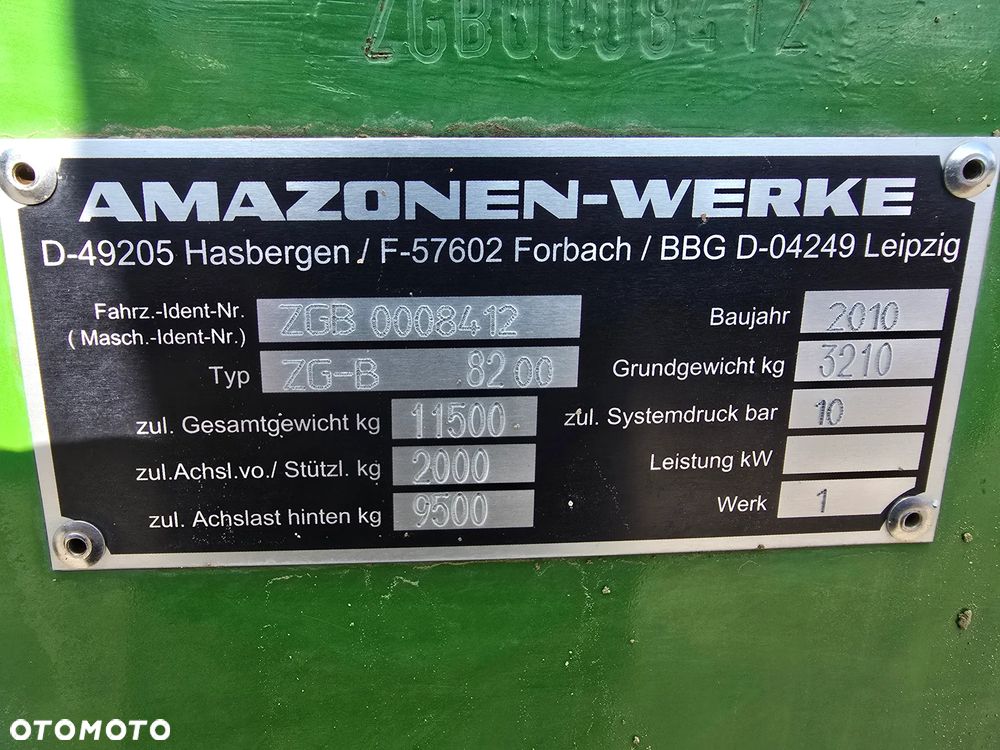 ZGB0008412
AMAZONEN-WERKE
D-49205 Hasbergen / F-57602 Forbach / BBG D-04249 Leipzig
Fahrz.-Ident-Nr.
( Masch.-Ident-Nr.) ZGB 0008412
Baujahr 2010
Typ ZG-B 8200
Grundgewicht kg 3210
zul. Gesamtgewicht kg 11500
zul. Systemdruck bar 10
zul.Achsl.vo./ Stützl. kg 2000
Leistung kW
zul. Achslast hinten kg 9500
Werk 1
OTOMOTO